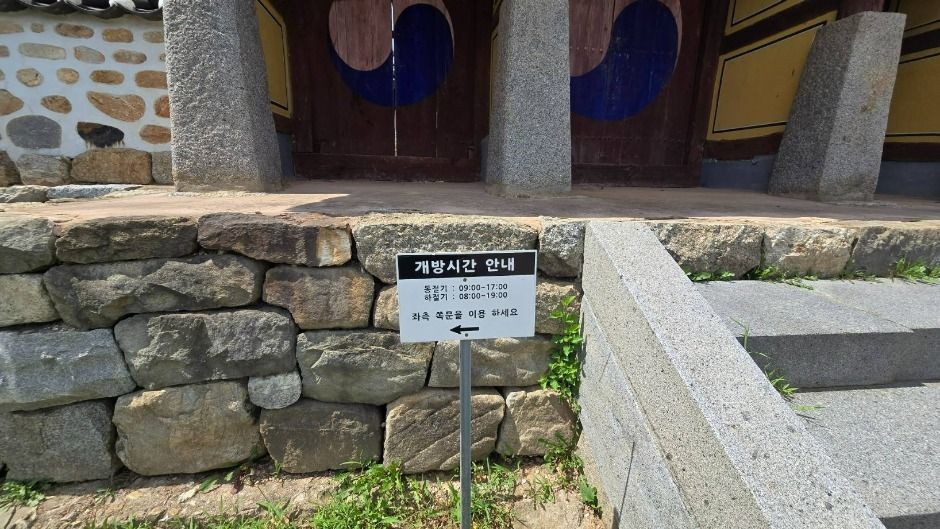 개방시간 안내
동절기 : 09:00-17:00
하절기 : 08:00-19:00
좌측 쪽문을 이용 하세요